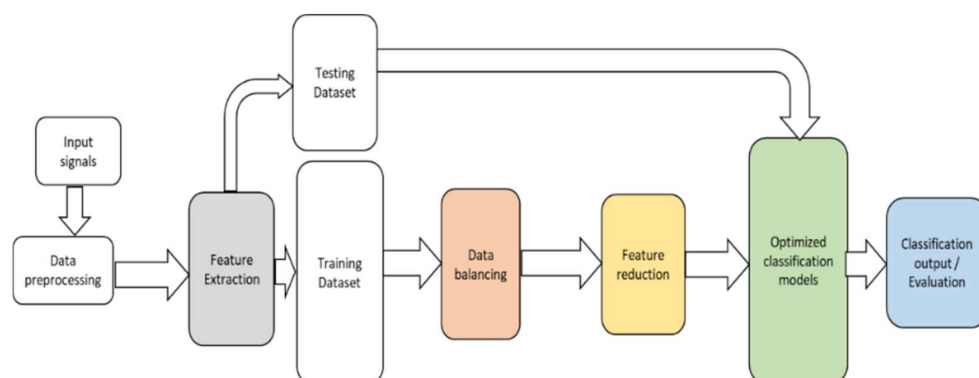 Input
signals
Data
preprocessing
Feature
Extraction
Testing
Dataset
Training
Dataset
Data
balancing
Feature
reduction
Optimized
classification
models
Classification
output /
Evaluation